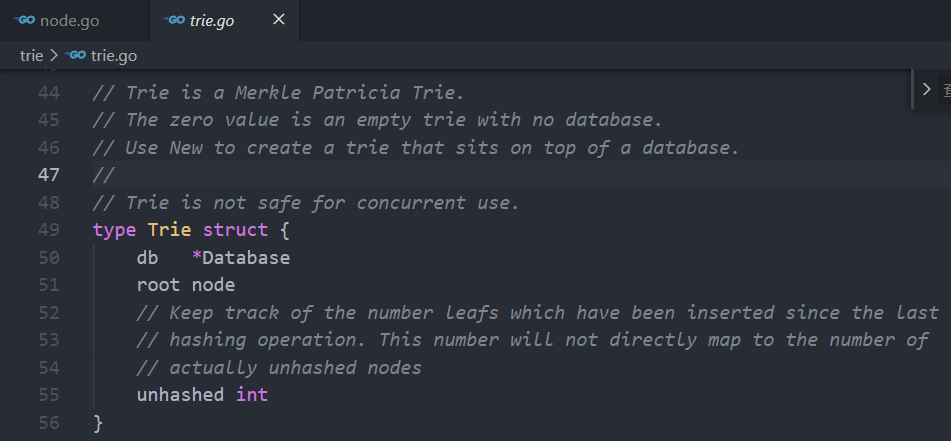 node.go trie.go ×
trie > trie.go
44 // Trie is a Merkle Patricia Trie.
45 // The zero value is an empty trie with no database.
46 // Use New to create a trie that sits on top of a database.
47 //
48 // Trie is not safe for concurrent use.
49 type Trie struct {
50 db *Database
51 root node
52 // Keep track of the number leafs which have been inserted since the last
53 // hashing operation. This number will not directly map to the number of
54 // actually unhashed nodes
55 unhashed int
56 }